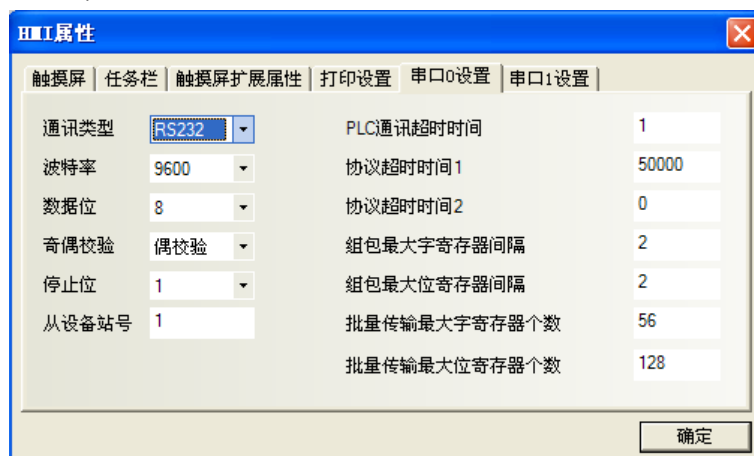 HMI属性
触摸屏 任务栏 触摸屏扩展属性 打印设置 串口0设置 串口1设置
通讯类型 RS232 PLC通讯超时时间 1
波特率 9600 协议超时时间1 50000
数据位 8 协议超时时间2 0
奇偶校验 偶校验 组包最大字寄存器间隔 2
停止位 1 组包最大位寄存器间隔 2
从设备站号 1 批量传输最大字寄存器个数 56
批量传输最大位寄存器个数 128
确定